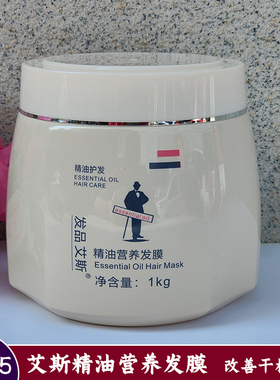 精油护发
ESSENTIAL OIL
HAIR CARE
发品艾斯®
essential oil
精油营养发膜
Essential Oil Hair Mask
净含量：1kg
5
艾斯精油营养发膜 改善干